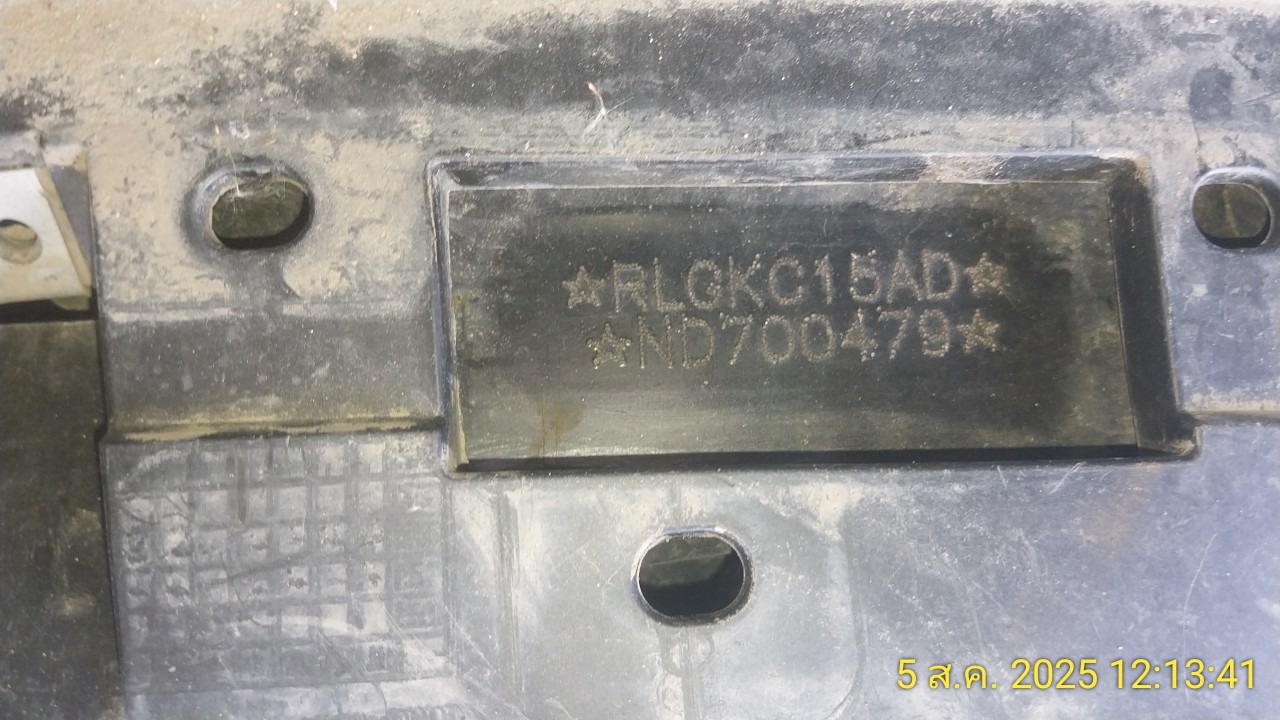 ☆RLGKC15AD☆
☆ND700479☆
5 ส.ค. 2025 12:13:41